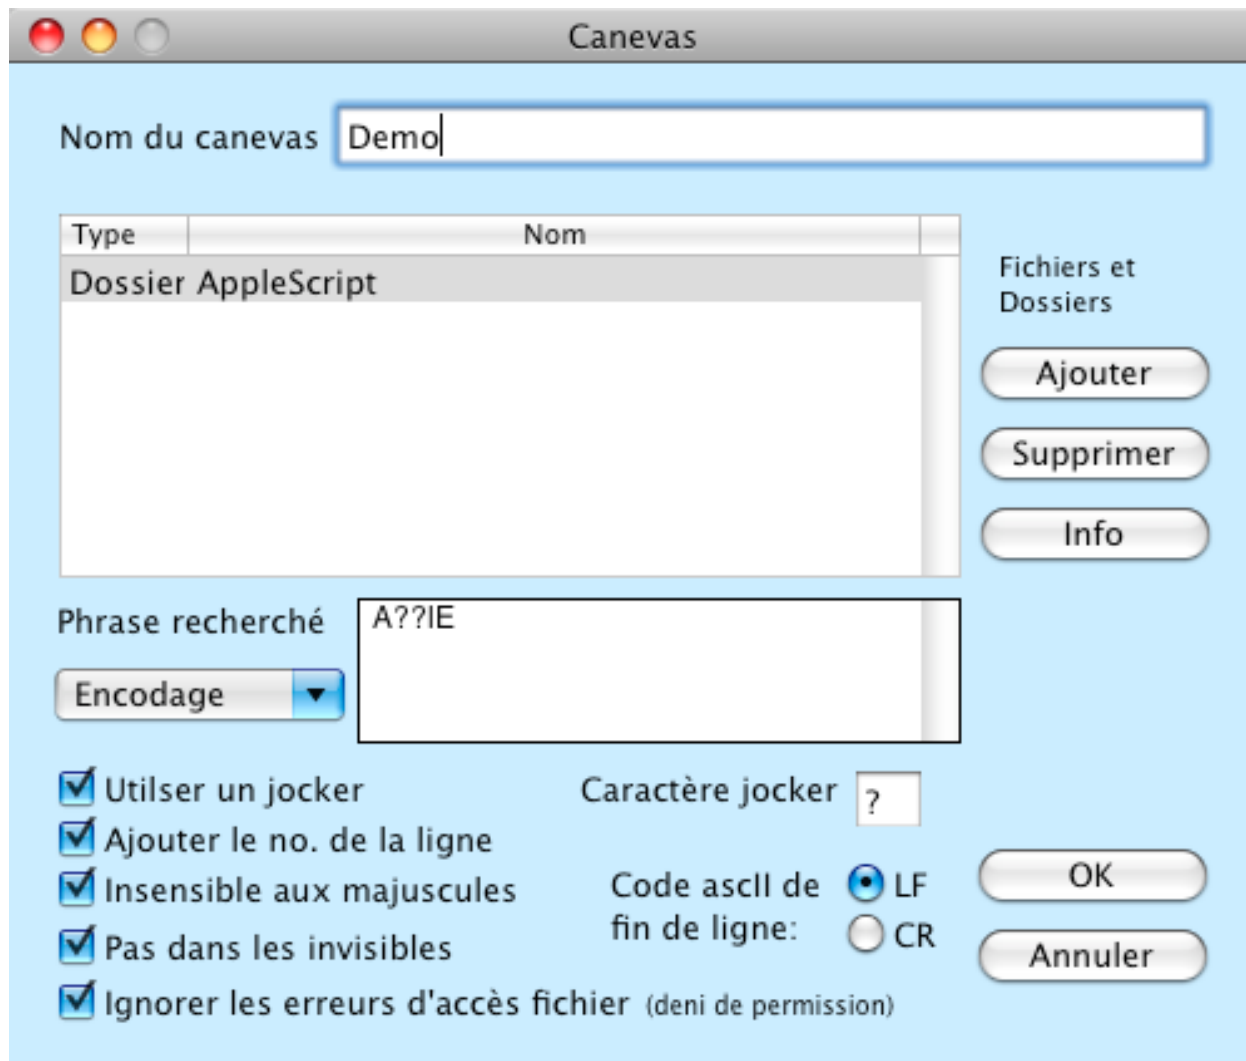 Canevas
Nom du canevas Demo
Type Nom
Dossier AppleScript
Fichiers et
Dossiers
Ajouter
Supprimer
Info
Phrase recherché A??IE
Encodage
Utilser un jocker Caractère jocker ?
Ajouter le no. de la ligne
Insensible aux majuscules
Code ascII de LF
fin de ligne: CR
OK
Pas dans les invisibles
Annuler
Ignorer les erreurs d'accès fichier (deni de permission)